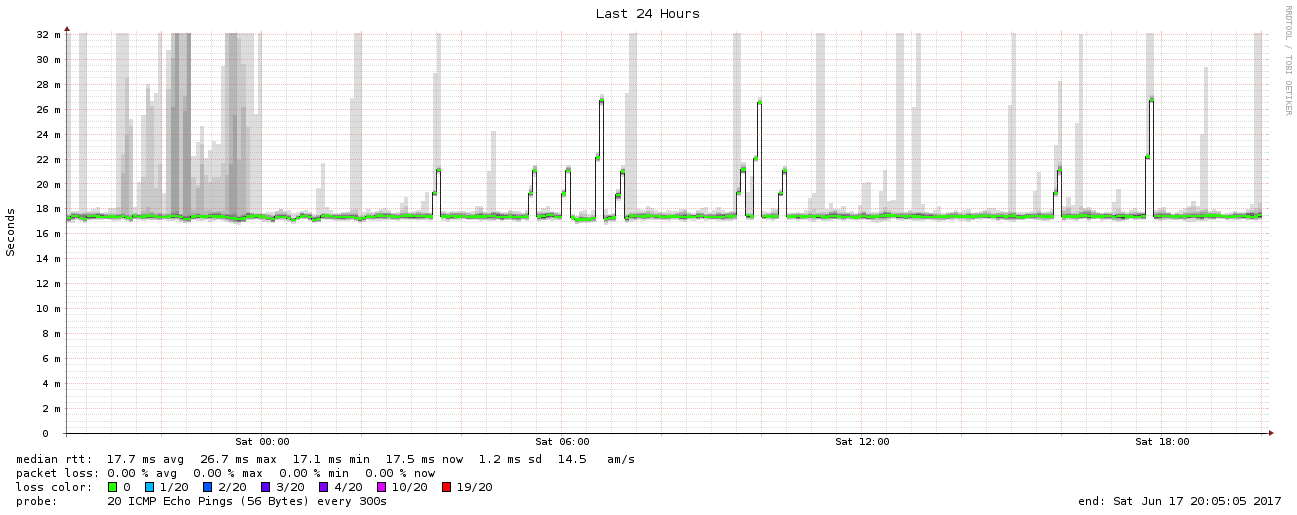 Last 24 Hours
RRDTOOL / TOBI OETIKER
Seconds
32 m
30 m
28 m
26 m
24 m
22 m
20 m
18 m
16 m
14 m
12 m
10 m
8 m
6 m
4 m
2 m
0
Sat 00:00 Sat 06:00 Sat 12:00 Sat 18:00
median rtt: 17.7 ms avg 26.7 ms max 17.1 ms min 17.5 ms now 1.2 ms sd 14.5 am/s
packet loss: 0.00 % avg 0.00 % max 0.00 % min 0.00 % now
loss color: 0 1/20 2/20 3/20 4/20 10/20 19/20
probe: 20 ICMP Echo Pings (56 Bytes) every 300s end: Sat Jun 17 20:05:05 2017